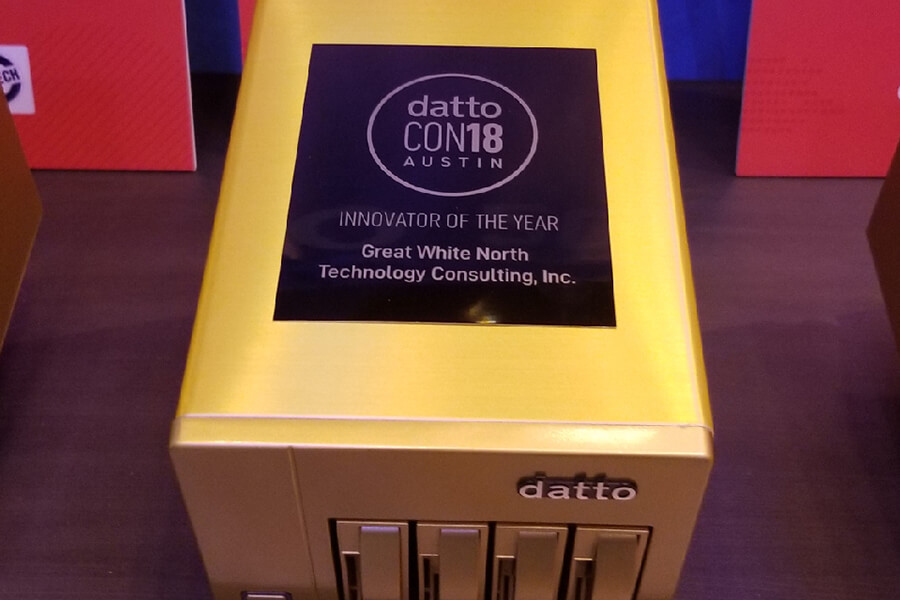 datto
CON18
AUSTIN
INNOVATOR OF THE YEAR
Great White North
Technology Consulting, Inc.
datto